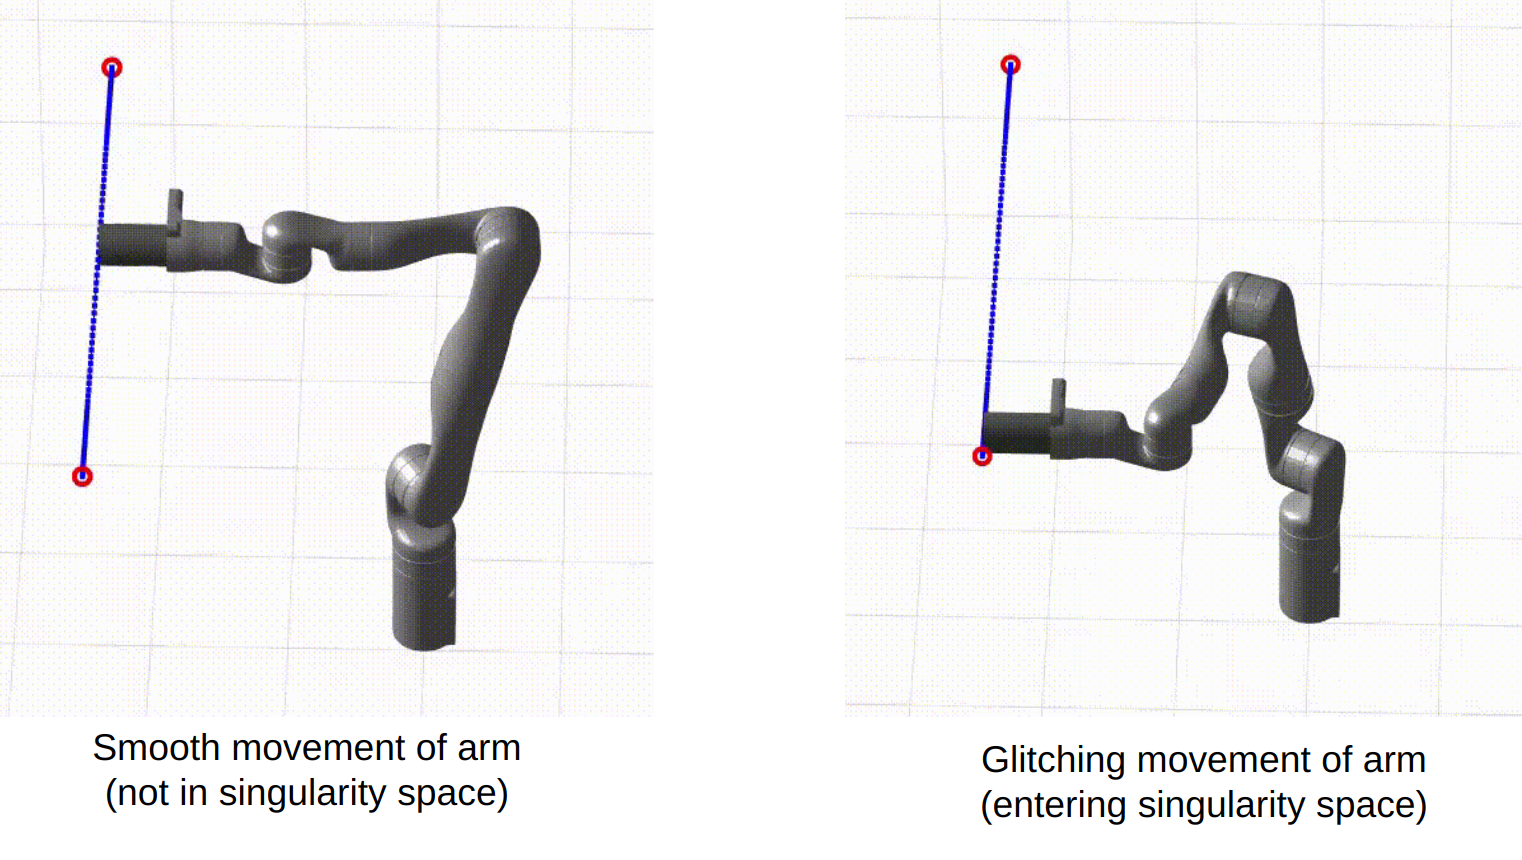 Smooth movement of arm
(not in singularity space)
Glitching movement of arm
(entering singularity space)